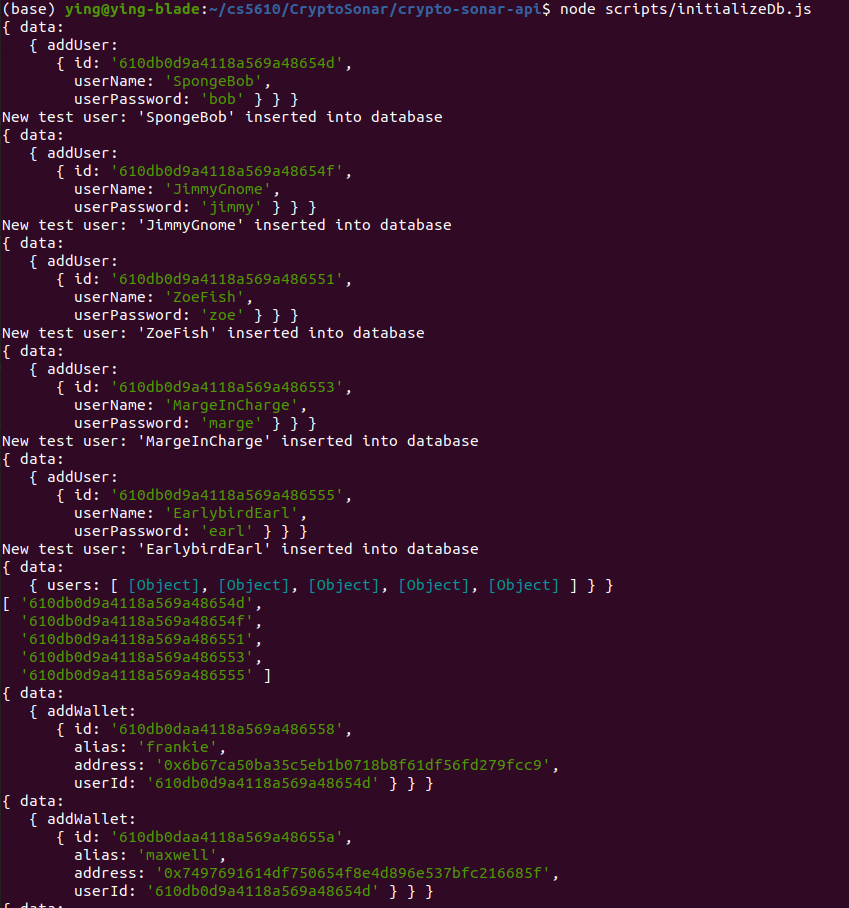 (base) ying@ying-blade:~/cs5610/CryptoSonar/crypto-sonar-api$ node scripts/initializeDb.js
{ data:
   { addUser:
      { id: '610db0d9a4118a569a48654d',
        userName: 'SpongeBob',
        userPassword: 'bob' } } }
New test user: 'SpongeBob' inserted into database
{ data:
   { addUser:
      { id: '610db0d9a4118a569a48654f',
        userName: 'JimmyGnome',
        userPassword: 'jimmy' } } }
New test user: 'JimmyGnome' inserted into database
{ data:
   { addUser:
      { id: '610db0d9a4118a569a486551',
        userName: 'ZoeFish',
        userPassword: 'zoe' } } }
New test user: 'ZoeFish' inserted into database
{ data:
   { addUser:
      { id: '610db0d9a4118a569a486553',
        userName: 'MargeInCharge',
        userPassword: 'marge' } } }
New test user: 'MargeInCharge' inserted into database
{ data:
   { addUser:
      { id: '610db0d9a4118a569a486555',
        userName: 'EarlybirdEarl',
        userPassword: 'earl' } } }
New test user: 'EarlybirdEarl' inserted into database
{ data:
   { users: [ [Object], [Object], [Object], [Object], [Object] ] } }
[ '610db0d9a4118a569a48654d',
  '610db0d9a4118a569a48654f',
  '610db0d9a4118a569a486551',
  '610db0d9a4118a569a486553',
  '610db0d9a4118a569a486555' ]
{ data:
   { addWallet:
      { id: '610db0daa4118a569a486558',
        alias: 'frankie',
        address: '0x6b67ca50ba35c5eb1b0718b8f61df56fd279fcc9',
        userId: '610db0d9a4118a569a48654d' } } }
{ data:
   { addWallet:
      { id: '610db0daa4118a569a48655a',
        alias: 'maxwell',
        address: '0x7497691614df750654f8e4d896e537bfc216685f',
        userId: '610db0d9a4118a569a48654d' } } }
{ data: